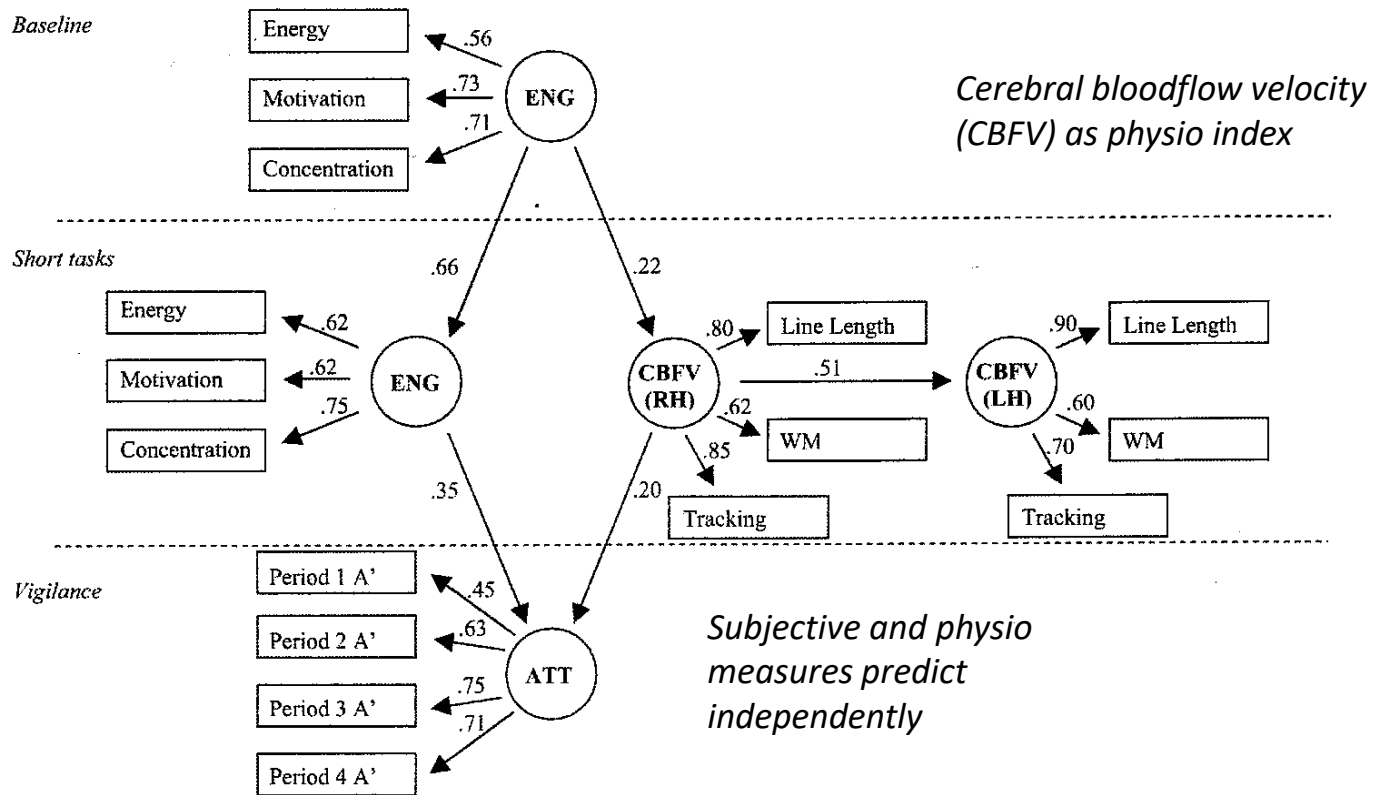 Baseline
Energy
.56
Motivation
.73
ENG
.71
Concentration
Cerebral bloodflow velocity
(CBFV) as physio index
Short tasks
.66
.22
Energy
.62
Motivation
.62
ENG
.75
Concentration
CBFV
(RH)
.80
Line Length
.62
WM
.85
Tracking
.51
CBFV
(LH)
.90
Line Length
.60
WM
.70
Tracking
.35
.20
Vigilance
Period 1 A'
.45
Period 2 A'
.63
ATT
Period 3 A'
.75
.71
Period 4 A'
Subjective and physio
measures predict
independently